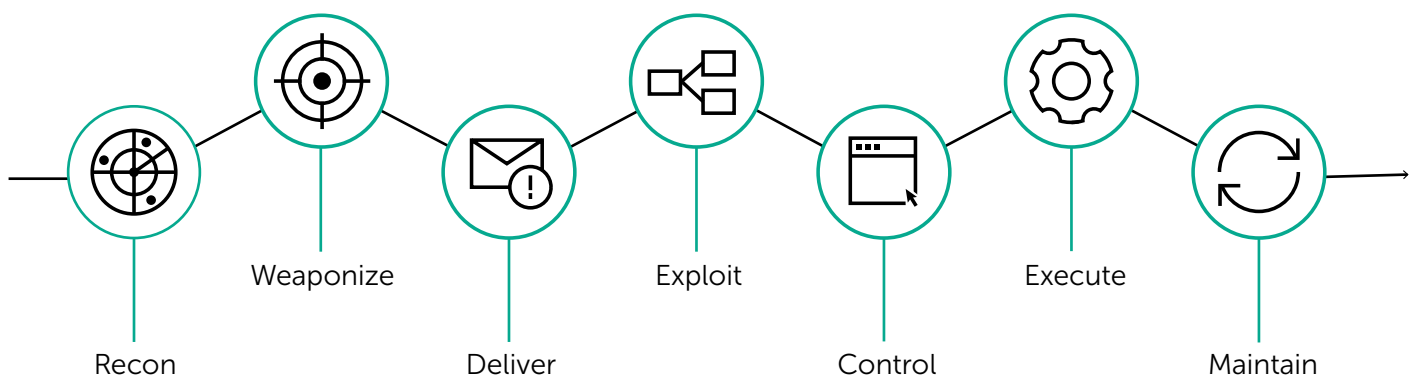 Recon
Weaponize
Deliver
Exploit
Control
Execute
Maintain